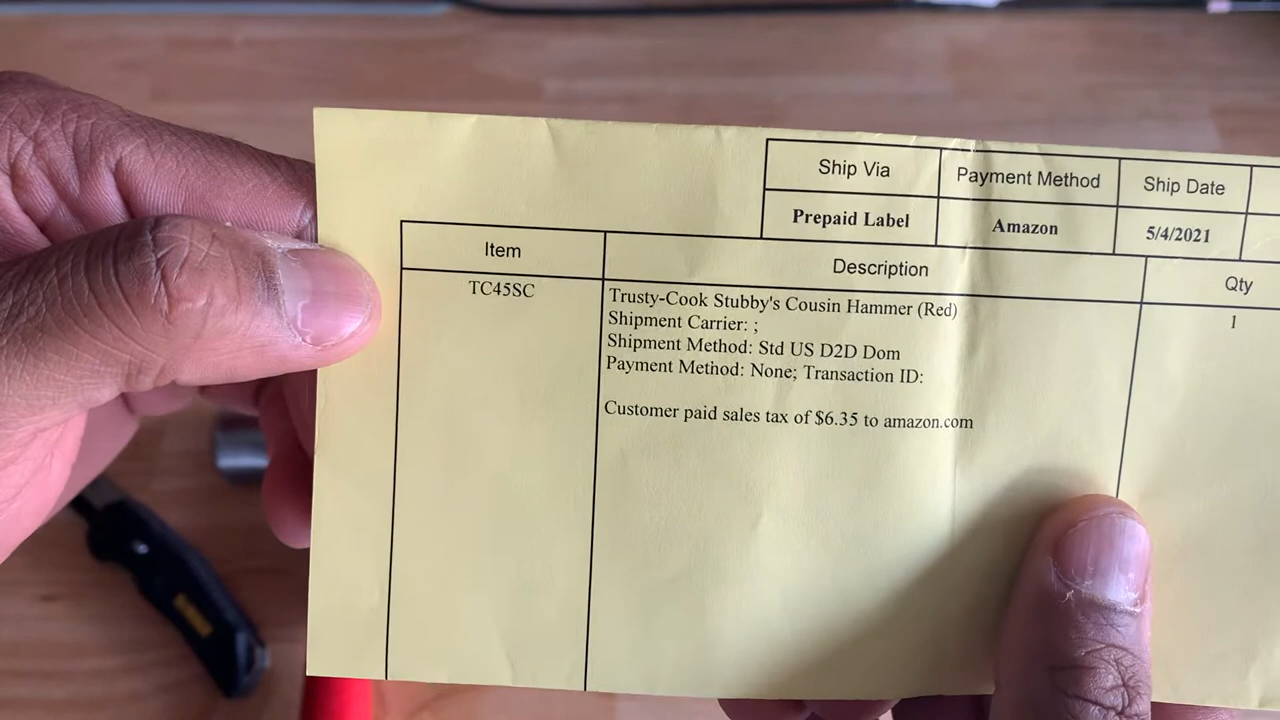 Ship Via Payment Method Ship Date
Prepaid Label Amazon 5/4/2021
Item Description Qty
TC45SC Trusty-Cook Stubby's Cousin Hammer (Red) 1
Shipment Carrier: ;
Shipment Method: Std US D2D Dom
Payment Method: None; Transaction ID:
Customer paid sales tax of $6.35 to amazon.com